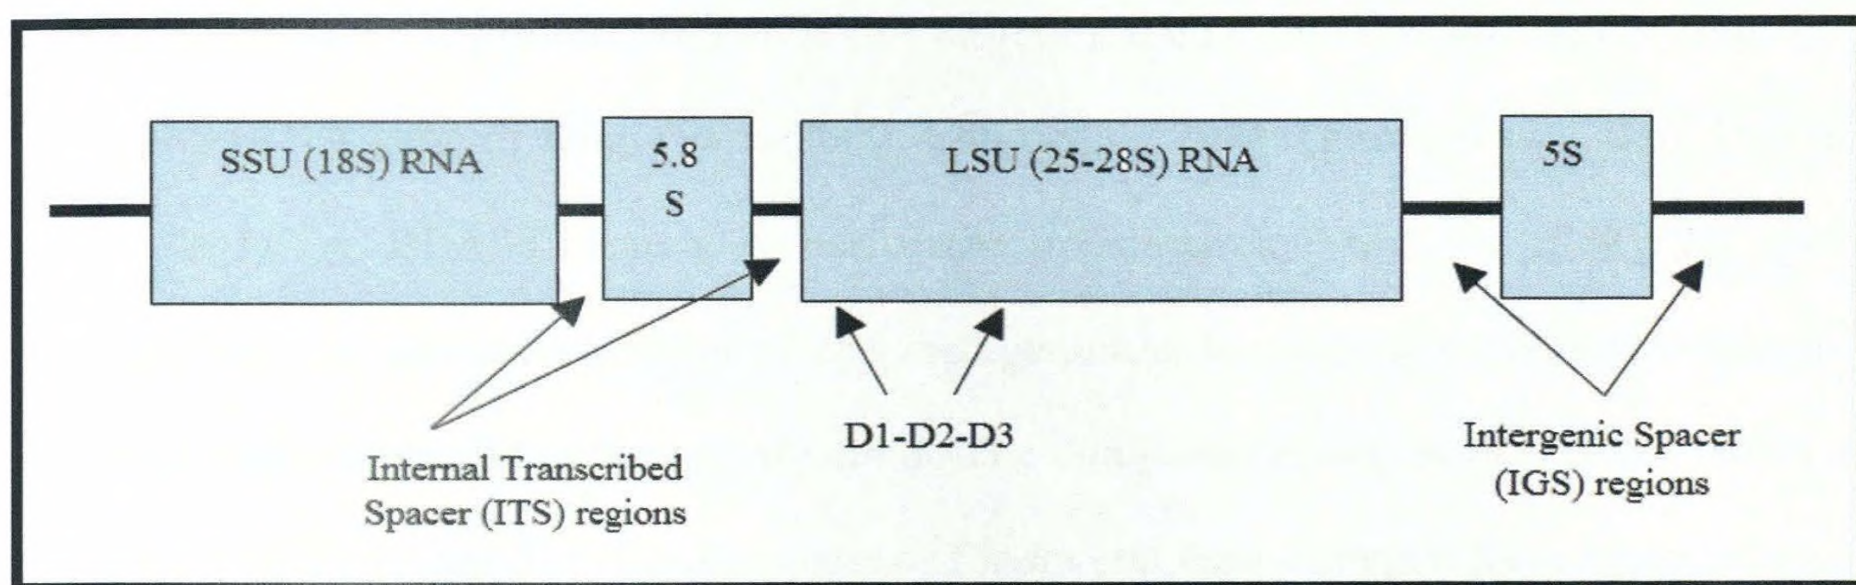 SSU (18S) RNA
5.8
S
LSU (25-28S) RNA
5S
D1-D2-D3
Internal Transcribed
Spacer (ITS) regions
Intergenic Spacer
(IGS) regions